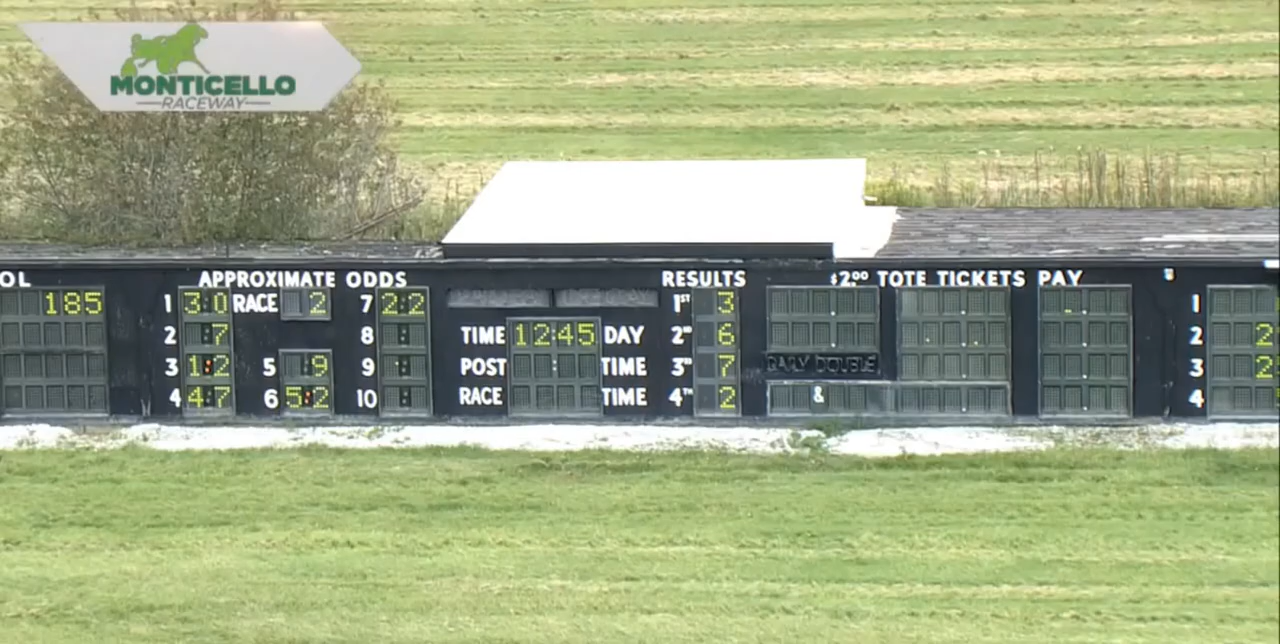 MONTICELLO
RACEWAY
OL APPROXIMATE ODDS RESULTS $2.00 TOTE TICKETS PAY
185 1 3:0 RACE 2 7 2:2 1ST 3 1
2 7 8 TIME 12:45 DAY 2ND 6 2 2
3 1:2 5 9 9 POST TIME 3RD 7 DAILY DOUBLE 3 2
4 4:7 6 5:2 10 RACE TIME 4TH 2 & 4